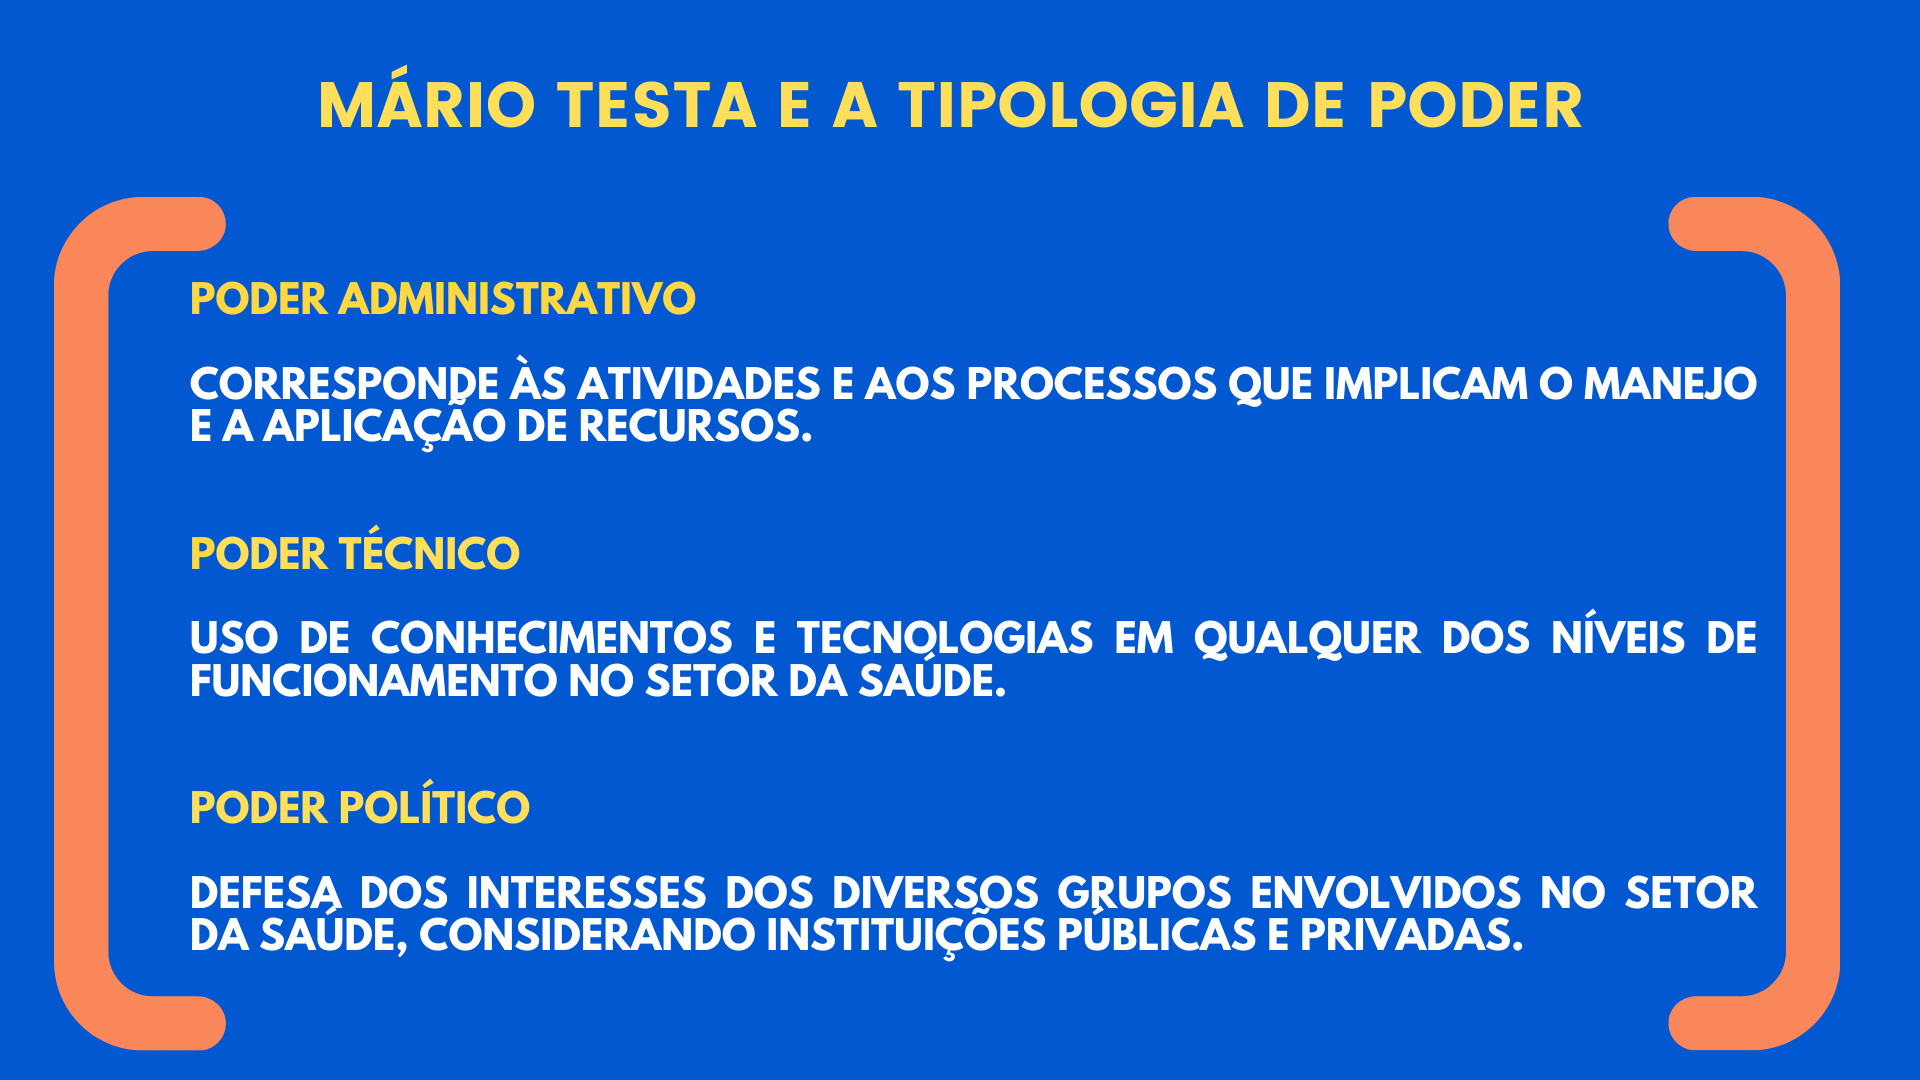 MÁRIO TESTA E A TIPOLOGIA DE PODER
PODER ADMINISTRATIVO
CORRESPONDE ÀS ATIVIDADES E AOS PROCESSOS QUE IMPLICAM O MANEJO
E A APLICAÇÃO DE RECURSOS.
PODER TÉCNICO
USO DE CONHECIMENTOS E TECNOLOGIAS EM QUALQUER DOS NÍVEIS DE
FUNCIONAMENTO NO SETOR DA SAÚDE.
PODER POLÍTICO
DEFESA DOS INTERESSES DOS DIVERSOS GRUPOS ENVOLVIDOS NO SETOR
DA SAÚDE, CONSIDERANDO INSTITUIÇÕES PÚBLICAS E PRIVADAS.